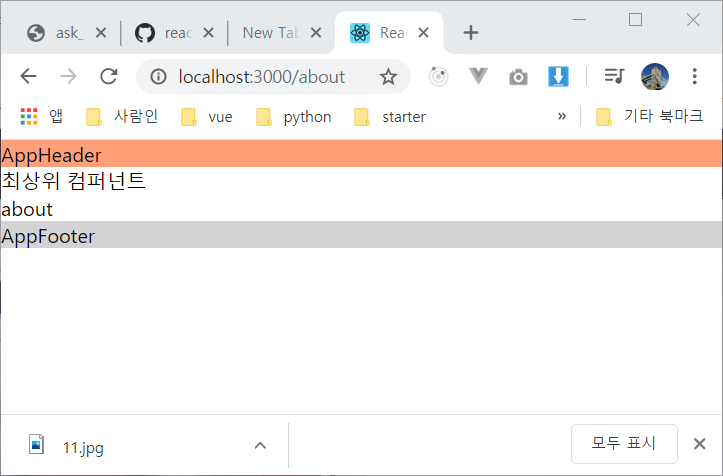 ask_
reac
New Tab
Reac
localhost:3000/about
앱
사람인
vue
python
starter
»
기타 북마크
AppHeader
최상위 컴퍼넌트
about
AppFooter
11.jpg
모두 표시